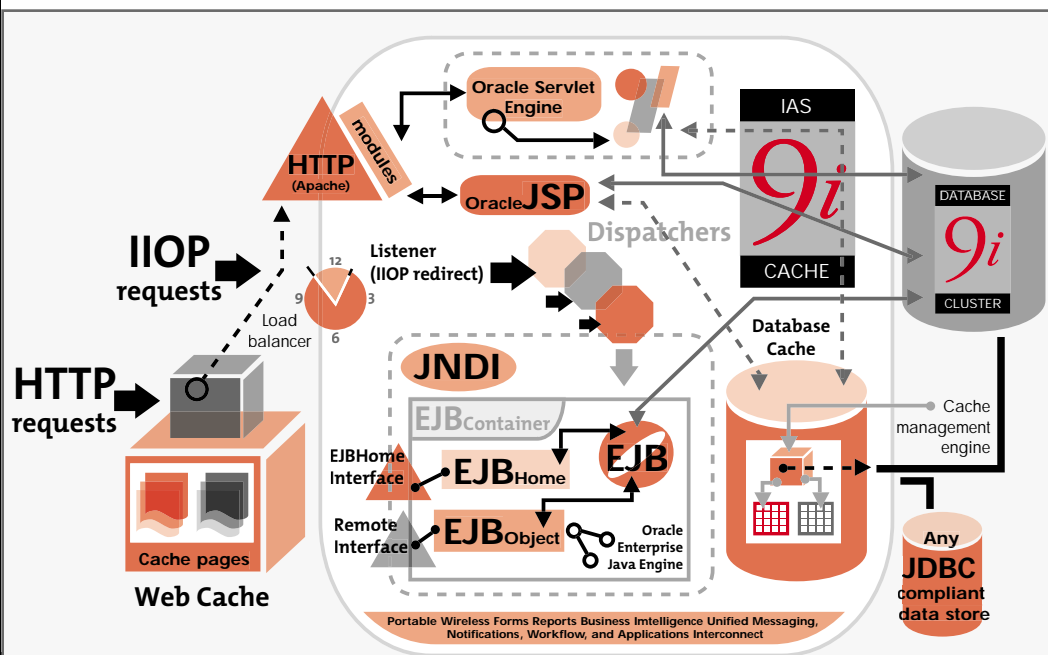 Oracle Servlet
Engine
modules
HTTP
(Apache)
OracleJSP
IAS
9i
CACHE
DATABASE
9i
CLUSTER
IIOP
requests
12
3
6
9
Load
balancer
Listener
(IIOP redirect)
Dispatchers
HTTP
requests
Cache pages
Web Cache
JNDI
EJBContainer
EJBHome
Interface
EJBHome
EJB
Remote
Interface
EJBObject
Oracle
Enterprise
Java Engine
Database
Cache
Cache
management
engine
Any
JDBC
compliant
data store
Portable Wireless Forms Reports Business Intelligence Unified Messaging,
Notifications, Workflow, and Applications Interconnect